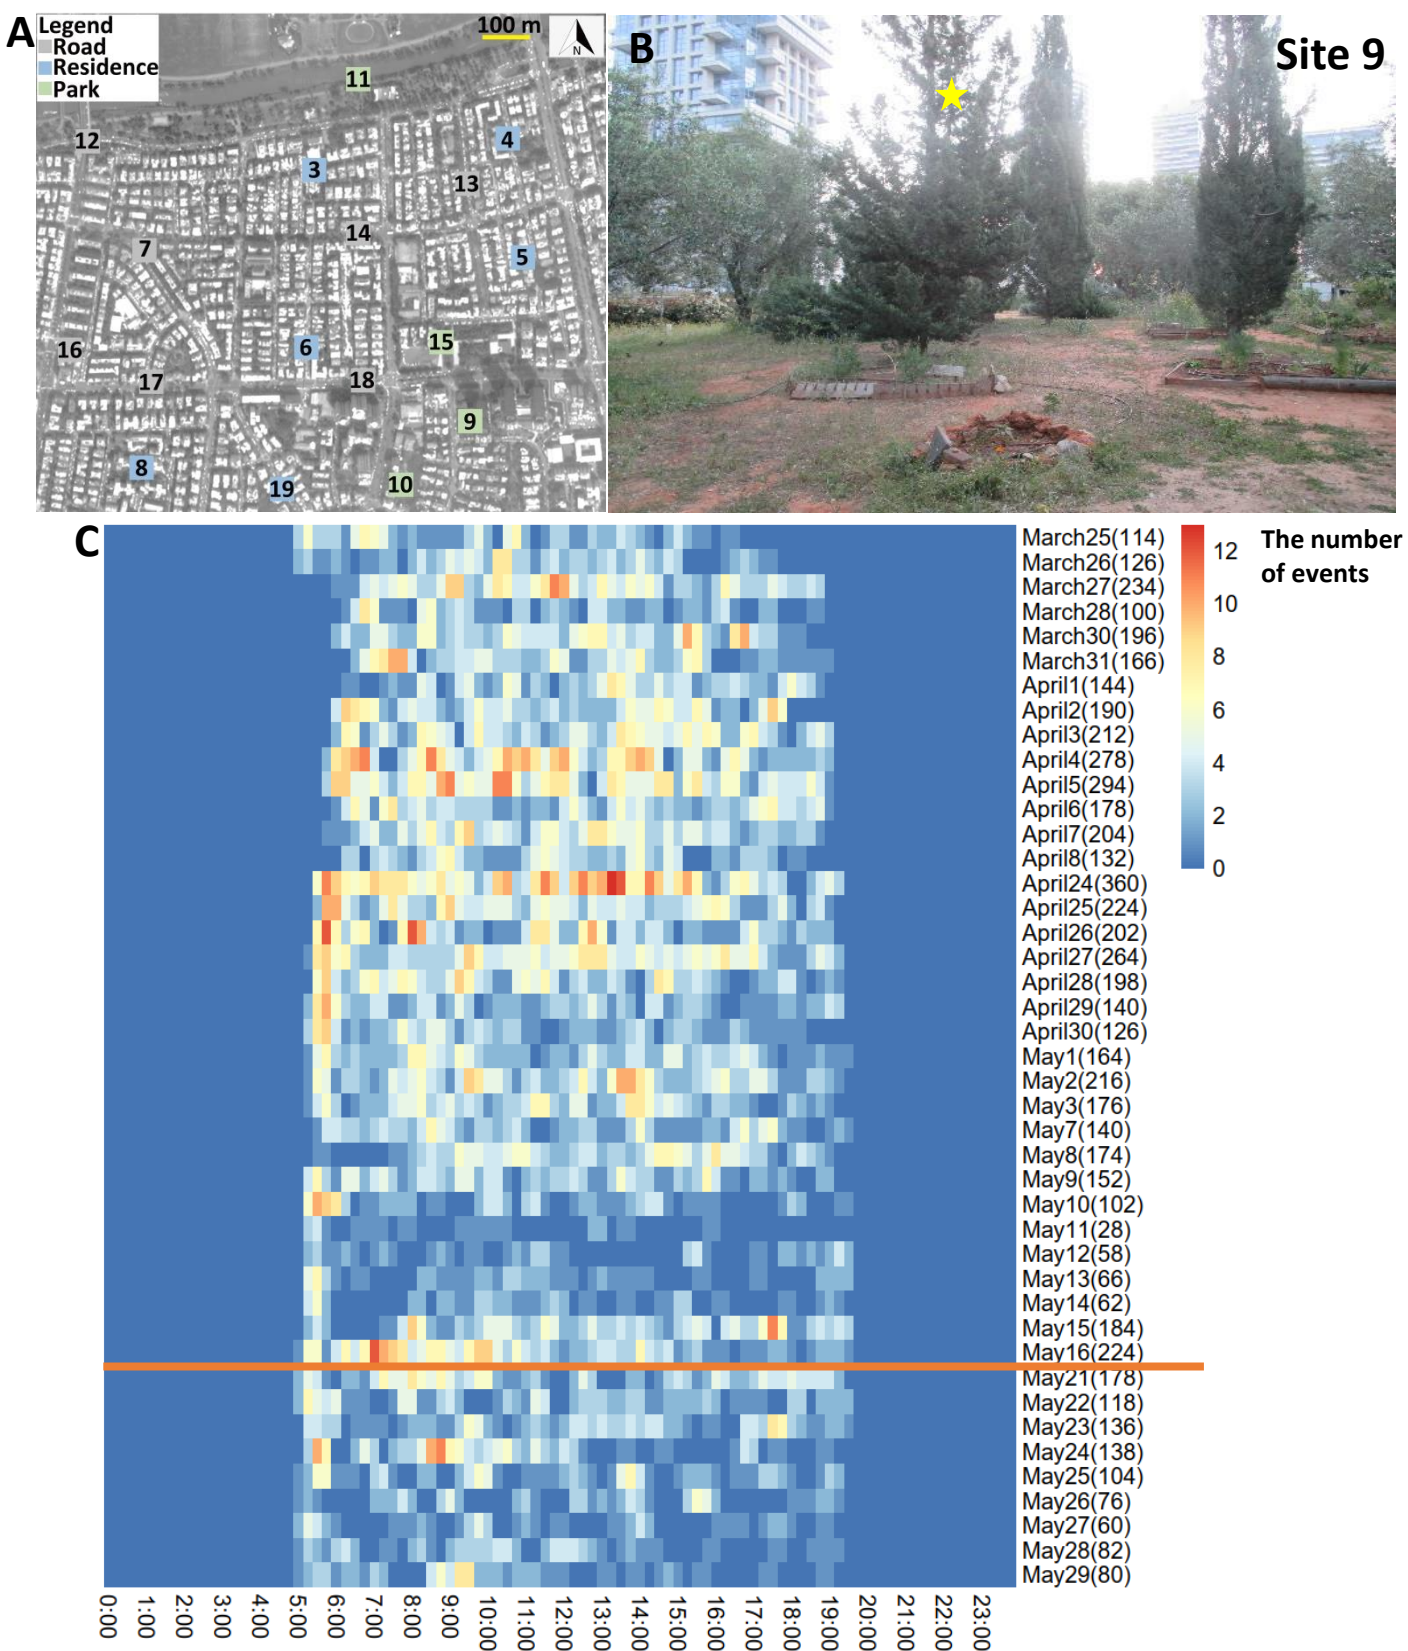 A
Legend
Road
Residence
Park
100 m
N
11
12
4
3
13
14
7
5
15
6
16
18
17
9
8
10
19
B
Site 9
C
March25(114)
March26(126)
March27(234)
March28(100)
March30(196)
March31(166)
April1(144)
April2(190)
April3(212)
April4(278)
April5(294)
April6(178)
April7(204)
April8(132)
April24(360)
April25(224)
April26(202)
April27(264)
April28(198)
April29(140)
April30(126)
May1(164)
May2(216)
May3(176)
May7(140)
May8(174)
May9(152)
May10(102)
May11(28)
May12(58)
May13(66)
May14(62)
May15(184)
May16(224)
May21(178)
May22(118)
May23(136)
May24(138)
May25(104)
May26(76)
May27(60)
May28(82)
May29(80)
12
10
8
6
4
2
0
The number
of events
0:00
1:00
2:00
3:00
4:00
5:00
6:00
7:00
8:00
9:00
10:00
11:00
12:00
13:00
14:00
15:00
16:00
17:00
18:00
19:00
20:00
21:00
22:00
23:00